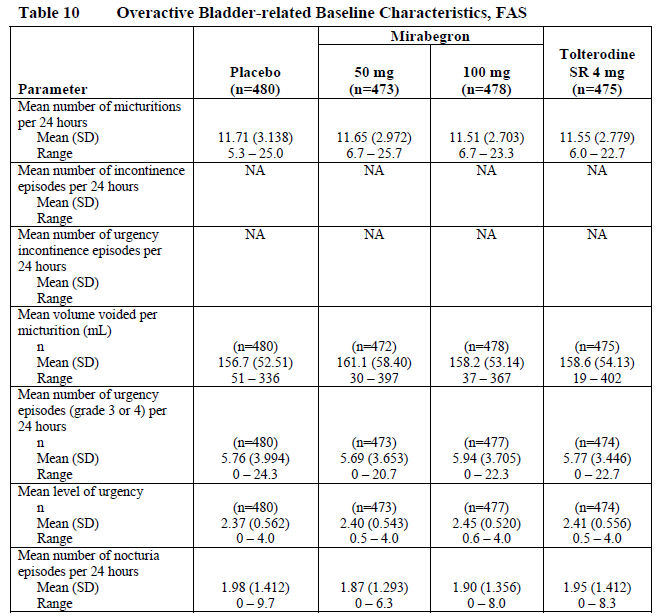 Table 10 Overactive Bladder-related Baseline Characteristics, FAS
Mirabegron
Tolterodine
Placebo 50 mg 100 mg SR 4 mg
Parameter (n=480) (n=473) (n=478) (n=475)
Mean number of micturitions
per 24 hours
Mean (SD) 11.71 (3.138) 11.65 (2.972) 11.51 (2.703) 11.55 (2.779)
Range 5.3 – 25.0 6.7 – 25.7 6.7 – 23.3 6.0 – 22.7
Mean number of incontinence NA NA NA NA
episodes per 24 hours
Mean (SD)
Range
Mean number of urgency NA NA NA NA
incontinence episodes per
24 hours
Mean (SD)
Range
Mean volume voided per
micturition (mL)
n (n=480) (n=472) (n=478) (n=475)
Mean (SD) 156.7 (52.51) 161.1 (58.40) 158.2 (53.14) 158.6 (54.13)
Range 51 – 336 30 – 397 37 – 367 19 – 402
Mean number of urgency
episodes (grade 3 or 4) per
24 hours
n (n=480) (n=473) (n=477) (n=474)
Mean (SD) 5.76 (3.994) 5.69 (3.653) 5.94 (3.705) 5.77 (3.446)
Range 0 – 24.3 0 – 20.7 0 – 22.3 0 – 22.7
Mean level of urgency
n (n=480) (n=473) (n=477) (n=474)
Mean (SD) 2.37 (0.562) 2.40 (0.543) 2.45 (0.520) 2.41 (0.556)
Range 0 – 4.0 0.5 – 4.0 0.6 – 4.0 0.5 – 4.0
Mean number of nocturia
episodes per 24 hours
Mean (SD) 1.98 (1.412) 1.87 (1.293) 1.90 (1.356) 1.95 (1.412)
Range 0 – 9.7 0 – 6.3 0 – 8.0 0 – 8.3